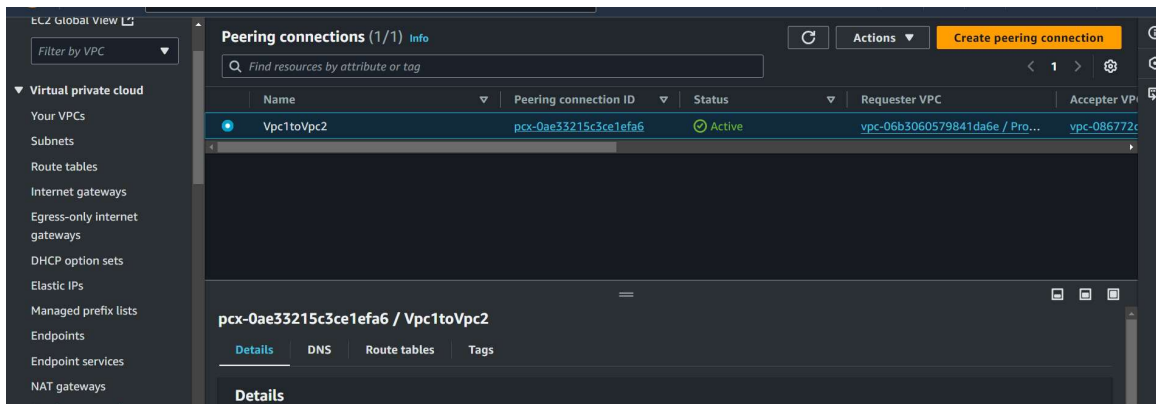 EC2 Global View
Filter by VPC
Virtual private cloud
Your VPCs
Subnets
Route tables
Internet gateways
Egress-only internet
gateways
DHCP option sets
Elastic IPs
Managed prefix lists
Endpoints
Endpoint services
NAT gateways
Peering connections (1/1) Info
Actions
Create peering connection
Find resources by attribute or tag
1
Name Peering connection ID Status Requester VPC Accepter VP
Vpc1toVpc2 pcx-0ae33215c3ce1efa6 Active vpc-06b3060579841da6e / Pro... vpc-086772c
pcx-0ae33215c3ce1efa6 / Vpc1toVpc2
Details DNS Route tables Tags
Details